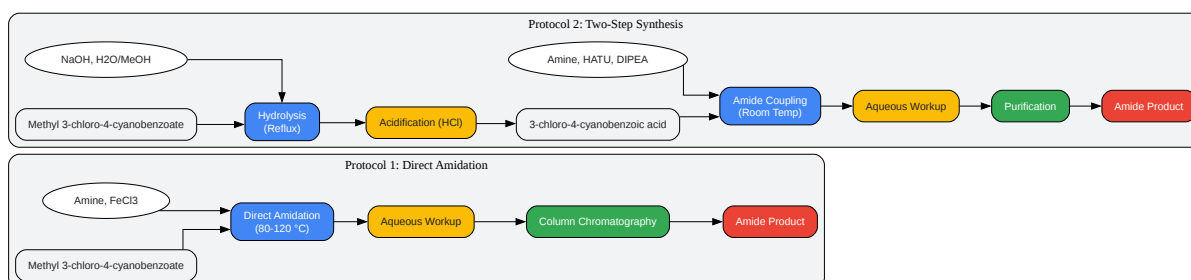 Protocol 2: Two-Step Synthesis
NaOH, H2O/MeOH
Amine, HATU, DIPEA
Methyl 3-chloro-4-cyanobenzoate
Hydrolysis
(Reflux)
Acidification (HCl)
3-chloro-4-cyanobenzoic acid
Amide Coupling
(Room Temp)
Aqueous Workup
Purification
Amide Product
Protocol 1: Direct Amidation
Amine, FeCl3
Methyl 3-chloro-4-cyanobenzoate
Direct Amidation
(80-120 °C)
Aqueous Workup
Column Chromatography
Amide Product